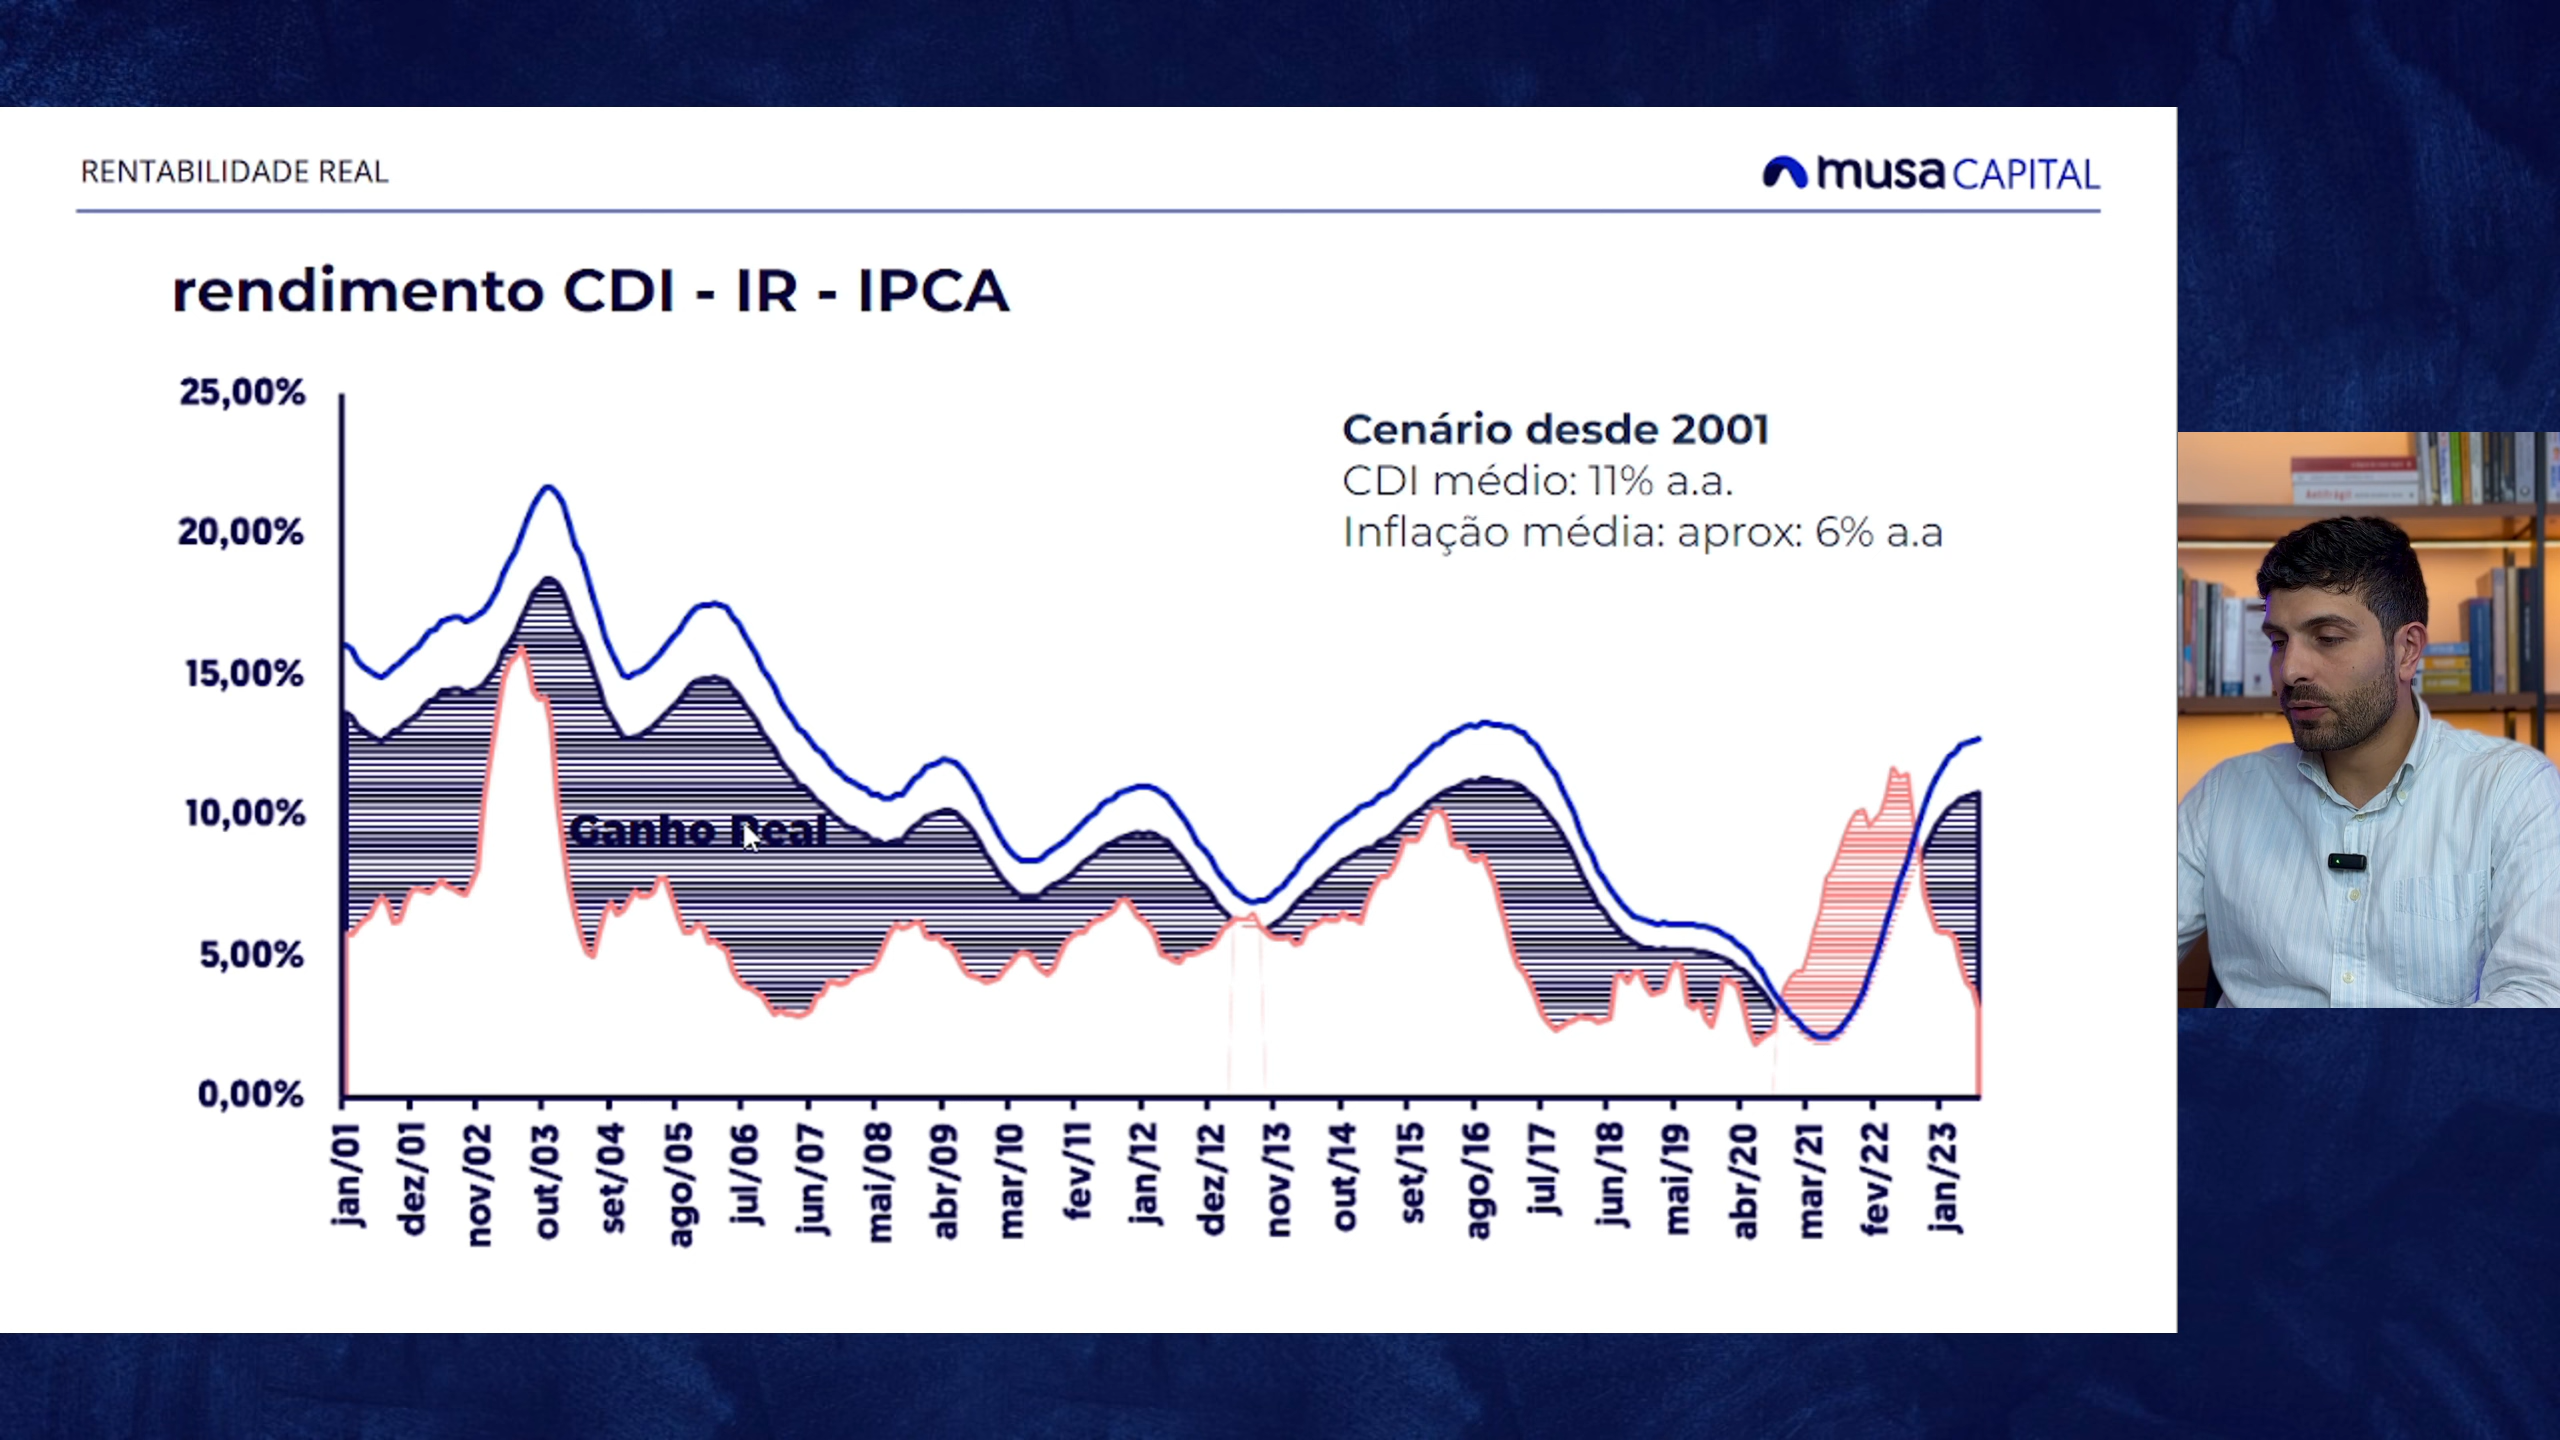 RENTABILIDADE REAL
musa CAPITAL
rendimento CDI - IR - IPCA
25,00%
20,00%
15,00%
10,00%
5,00%
0,00%
Cenário desde 2001
CDI médio: 11% a.a.
Inflação média: aprox: 6% a.a
Ganho Real
jan/01
dez/01
nov/02
out/03
set/04
ago/05
jul/06
jun/07
mai/08
abr/09
mar/10
fev/11
jan/12
dez/12
nov/13
out/14
set/15
ago/16
jul/17
jun/18
mai/19
abr/20
mar/21
fev/22
jan/23